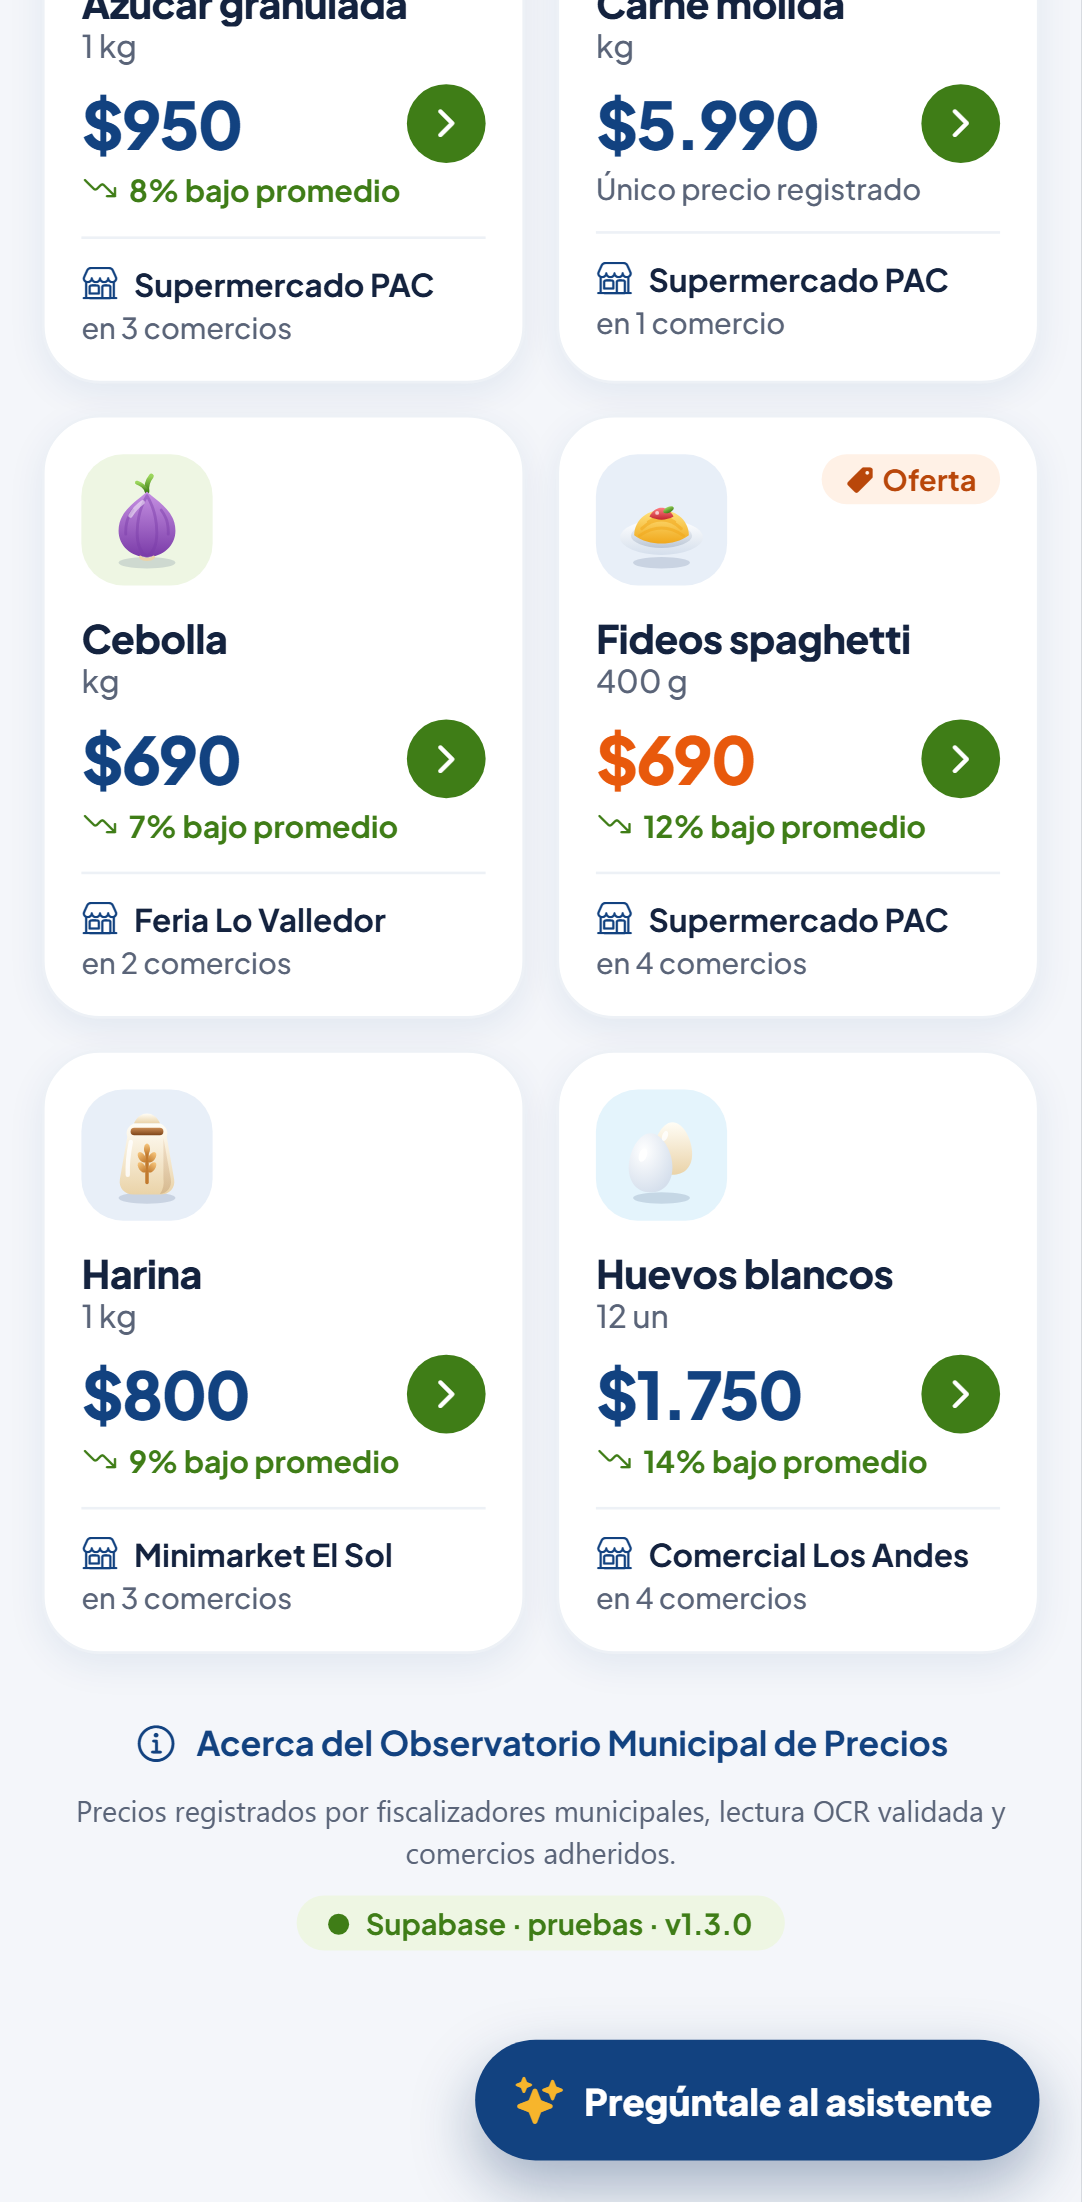 Azúcar granulada
1 kg
$950
8% bajo promedio
Supermercado PAC
en 3 comercios
Carne molida
kg
$5.990
Único precio registrado
Supermercado PAC
en 1 comercio
Cebolla
kg
$690
7% bajo promedio
Feria Lo Valledor
en 2 comercios
Oferta
Fideos spaghetti
400 g
$690
12% bajo promedio
Supermercado PAC
en 4 comercios
Harina
1 kg
$800
9% bajo promedio
Minimarket El Sol
en 3 comercios
Huevos blancos
12 un
$1.750
14% bajo promedio
Comercial Los Andes
en 4 comercios
Acerca del Observatorio Municipal de Precios
Precios registrados por fiscalizadores municipales, lectura OCR validada y
comercios adheridos.
Supabase · pruebas · v1.3.0
Pregúntale al asistente